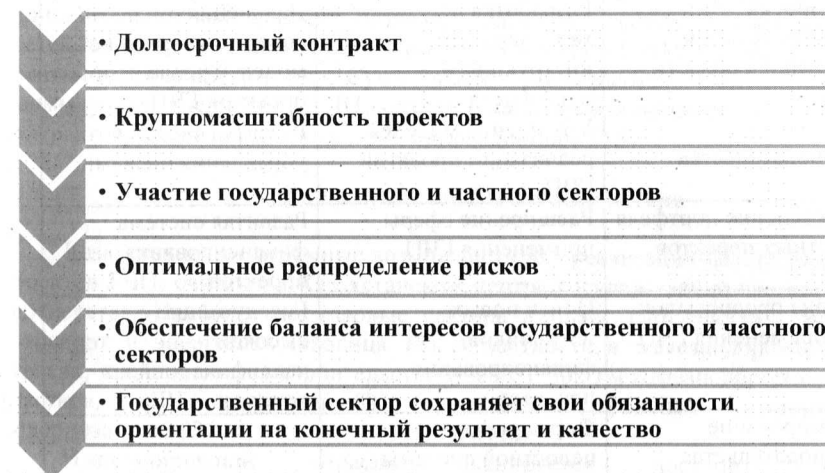 • Долгосрочный контракт
• Крупномасштабность проектов
• Участие государственного и частного секторов
• Оптимальное распределение рисков
• Обеспечение баланса интересов государственного и частного
секторов
• Государственный сектор сохраняет свои обязанности
ориентации на конечный результат и качество